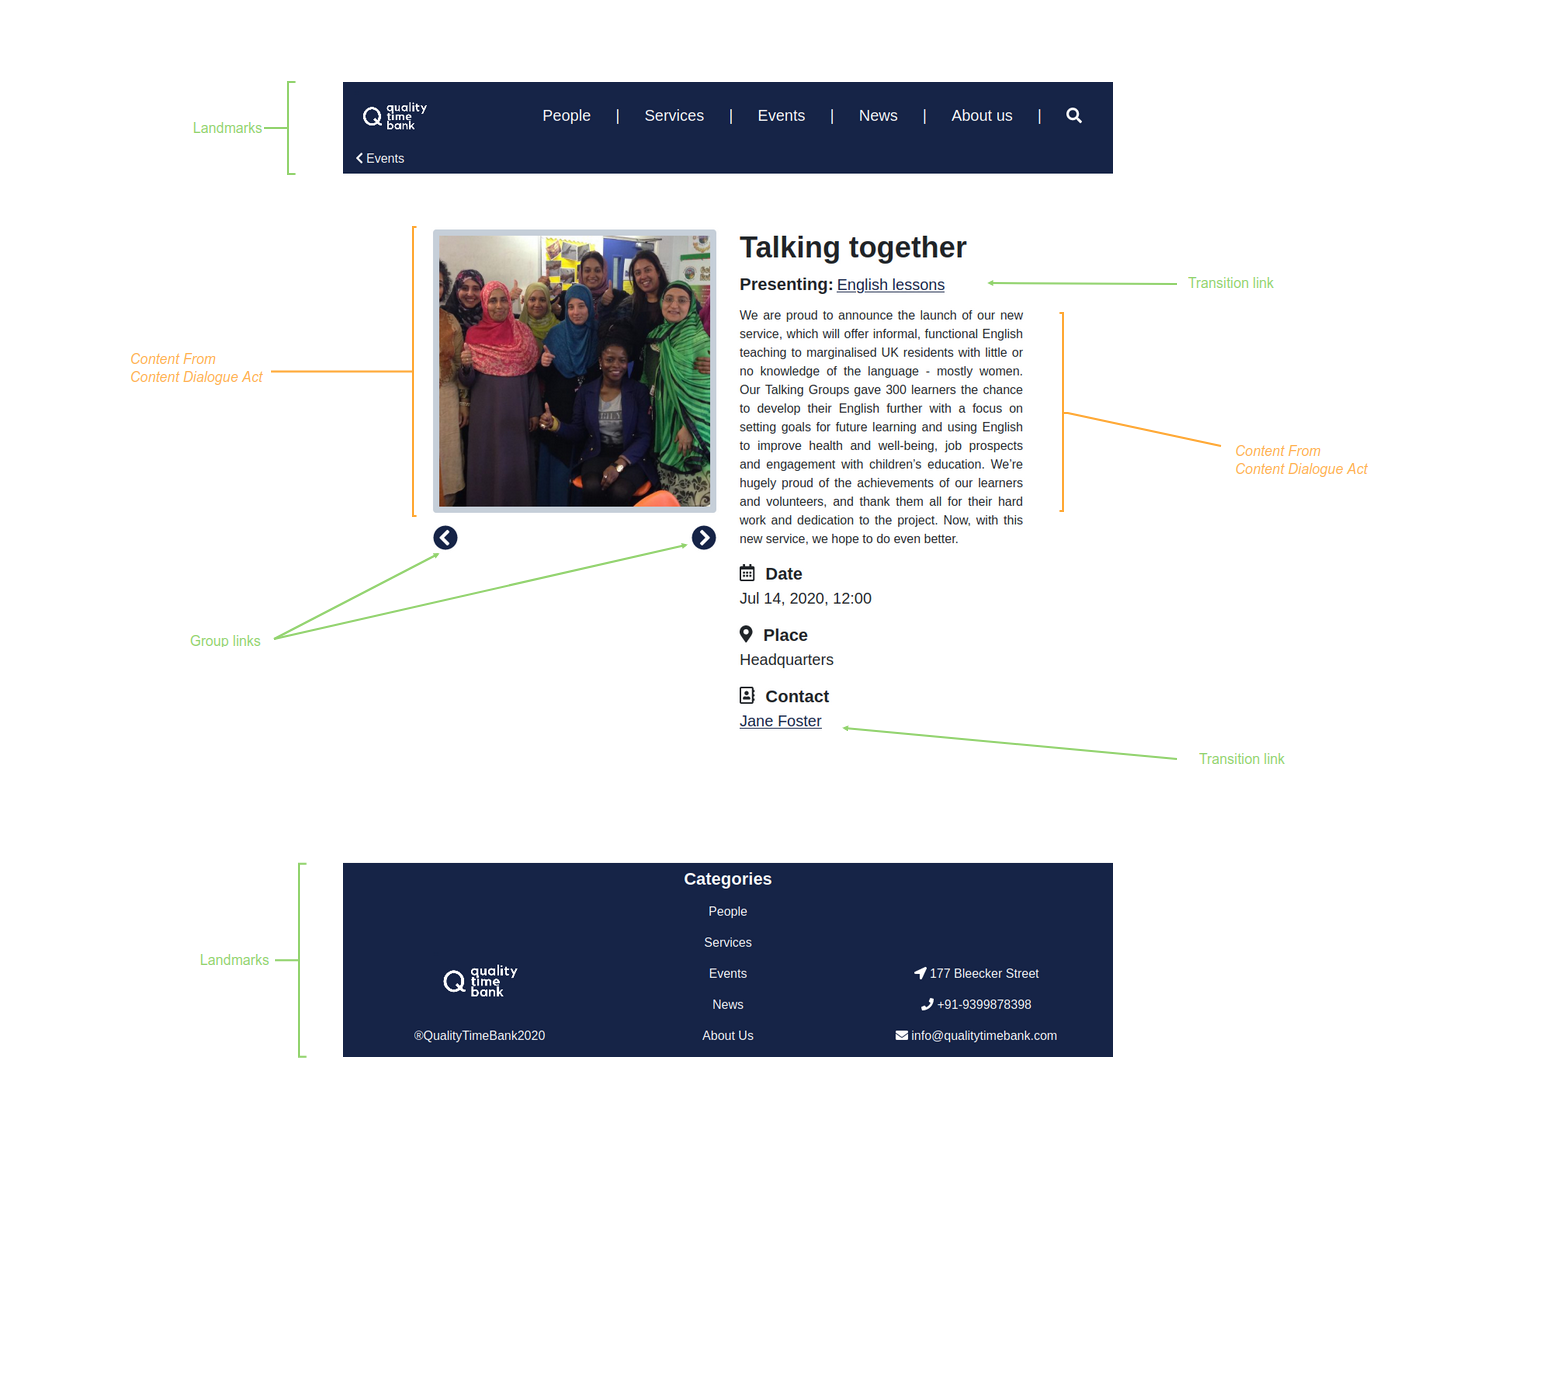 Landmarks
quality
time
bank
People | Services | Events | News | About us |
Events
Content From
Content Dialogue Act
Talking together
Presenting: English lessons
Transition link
We are proud to announce the launch of our new
service, which will offer informal, functional English
teaching to marginalised UK residents with little or
no knowledge of the language - mostly women.
Our Talking Groups gave 300 learners the chance
to develop their English further with a focus on
setting goals for future learning and using English
to improve health and well-being, job prospects
and engagement with children's education. We're
hugely proud of the achievements of our learners
and volunteers, and thank them all for their hard
work and dedication to the project. Now, with this
new service, we hope to do even better.
Content From
Content Dialogue Act
Group links
Date
Jul 14, 2020, 12:00
Place
Headquarters
Contact
Jane Foster
Transition link
Landmarks
quality
time
bank
®QualityTimeBank2020
Categories
People
Services
Events
News
About Us
177 Bleecker Street
+91-9399878398
info@qualitytimebank.com